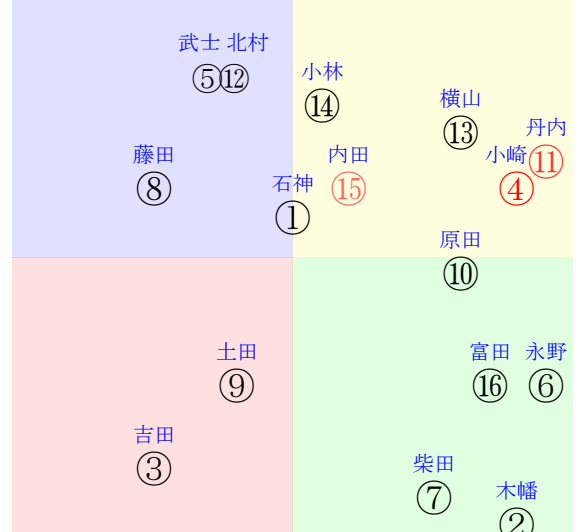 武士 北村
⑤⑫
小林
⑭
横山
⑬
丹内
⑪
藤田
⑧
内田
⑮
小崎
④
石神
①
原田
⑩
土田
⑨
富田
⑯
永野
⑥
吉田
③
柴田
⑦
木幡
②